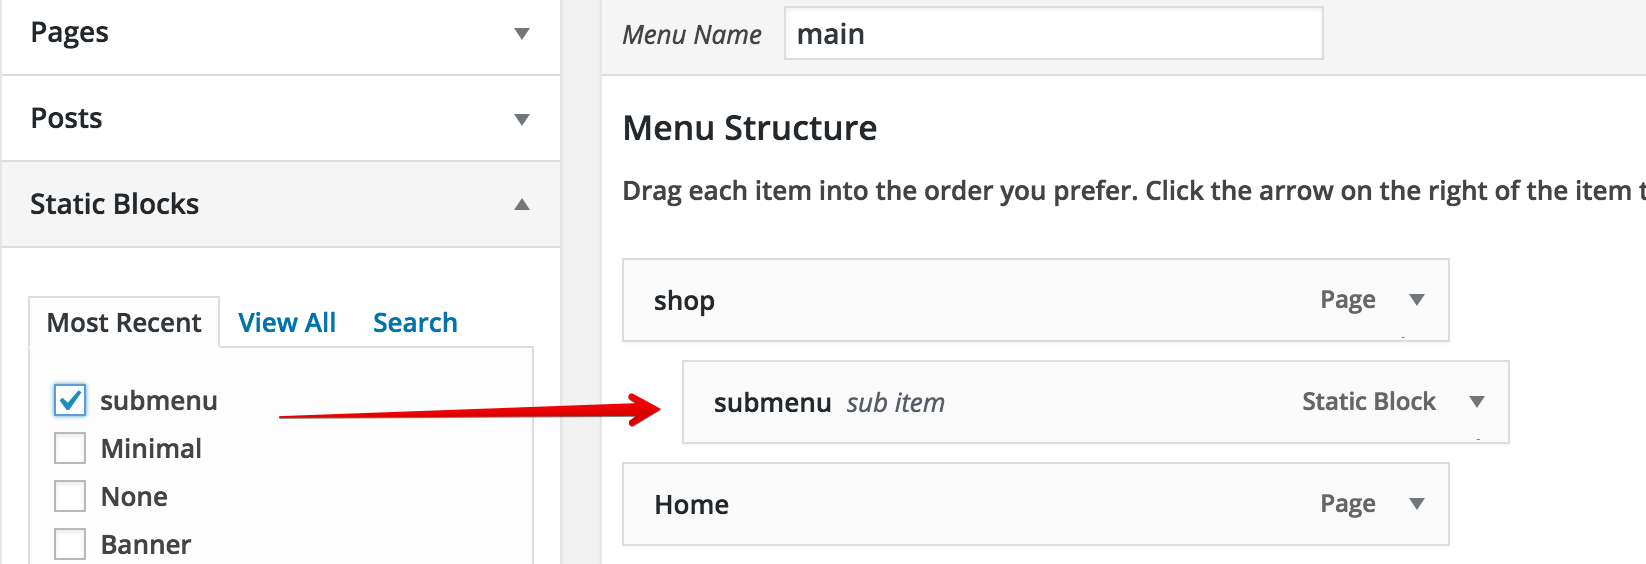 Pages
Posts
Static Blocks
Most Recent View All Search
submenu
Minimal
None
Banner
Menu Name main
Menu Structure
Drag each item into the order you prefer. Click the arrow on the right of the item
shop Page
submenu sub item Static Block
Home Page